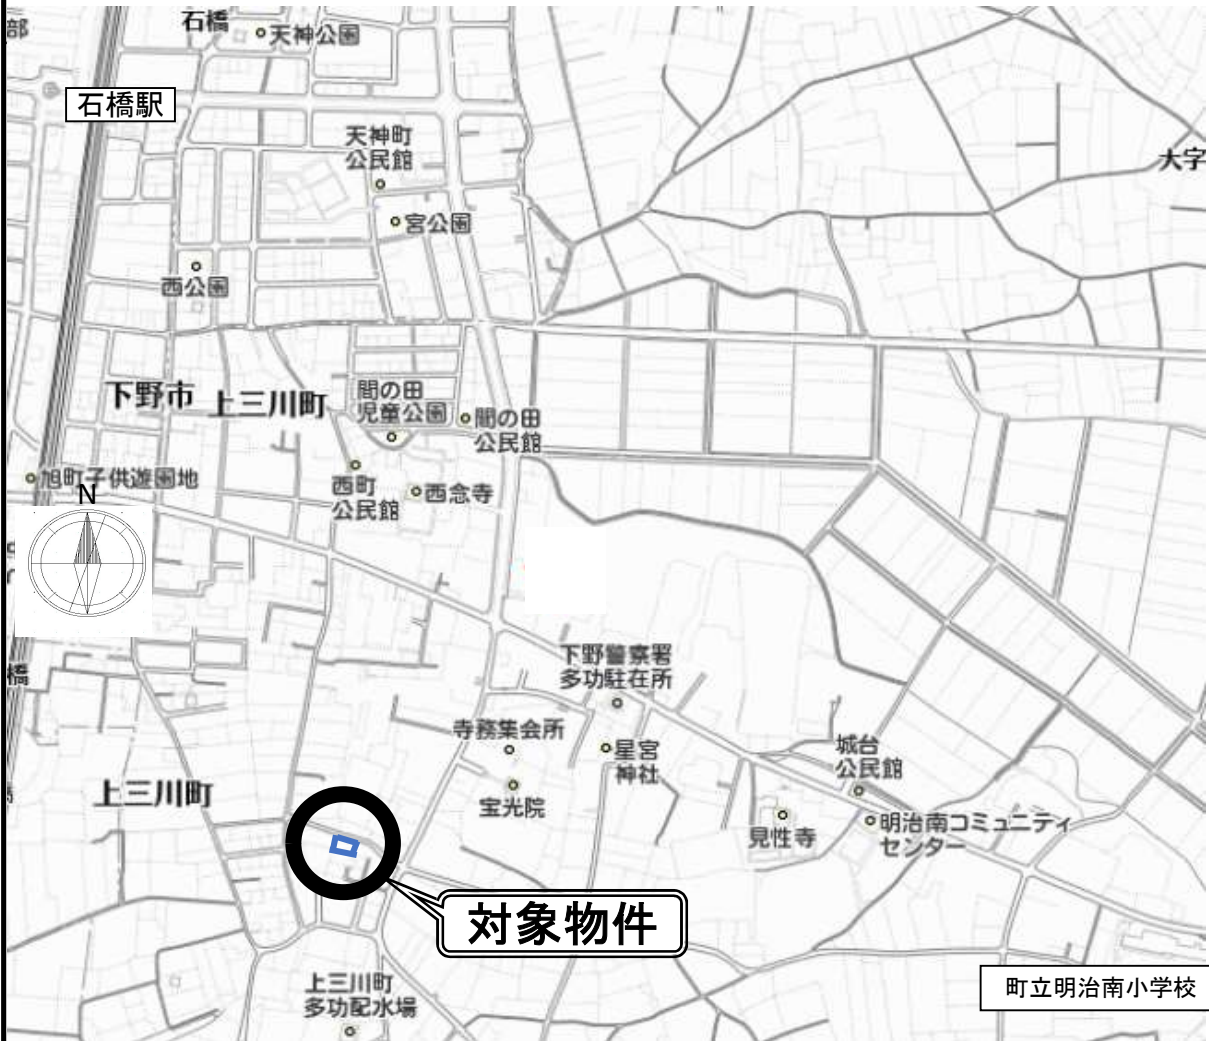 部
石橋
天神公園
石橋駅
天神町
公民館
大字
宮公園
西公園
下野市
上三川町
間の田
児童公園
間の田
公民館
旭町子供遊園地
西町
公民館
西念寺
N
橋
下野警察署
多功駐在所
寺務集会所
星宮
神社
城台
公民館
上三川町
宝光院
見性寺
明治南コミュニティ
センター
対象物件
上三川町
多功配水場
町立明治南小学校